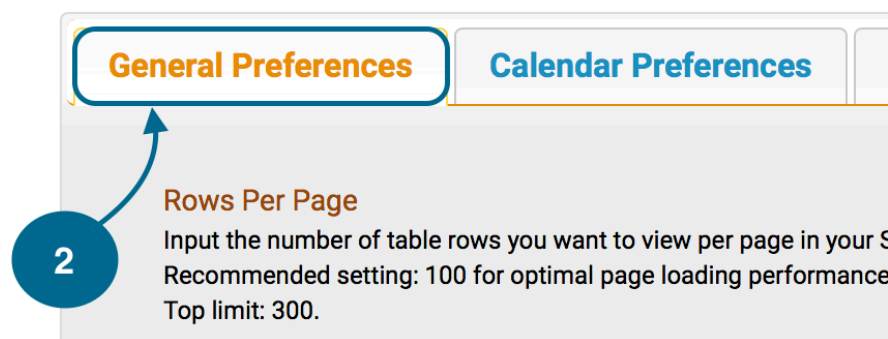 General Preferences
Calendar Preferences
2
Rows Per Page
Input the number of table rows you want to view per page in your S
Recommended setting: 100 for optimal page loading performance
Top limit: 300.